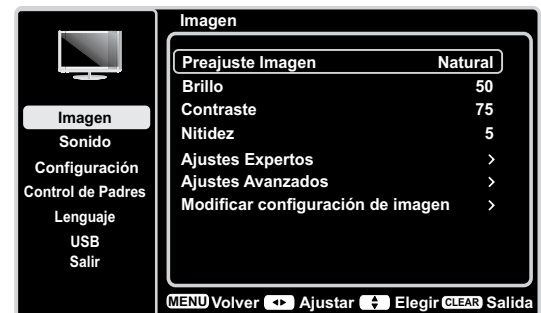 Imagen
Imagen
Sonido
Configuración
Control de Padres
Lenguaje
USB
Salir
Preajuste Imagen Natural
Brillo 50
Contraste 75
Nitidez 5
Ajustes Expertos >
Ajustes Avanzados >
Modificar configuración de imagen >
MENU Volver Ajustar Elegir CLEAR Salida